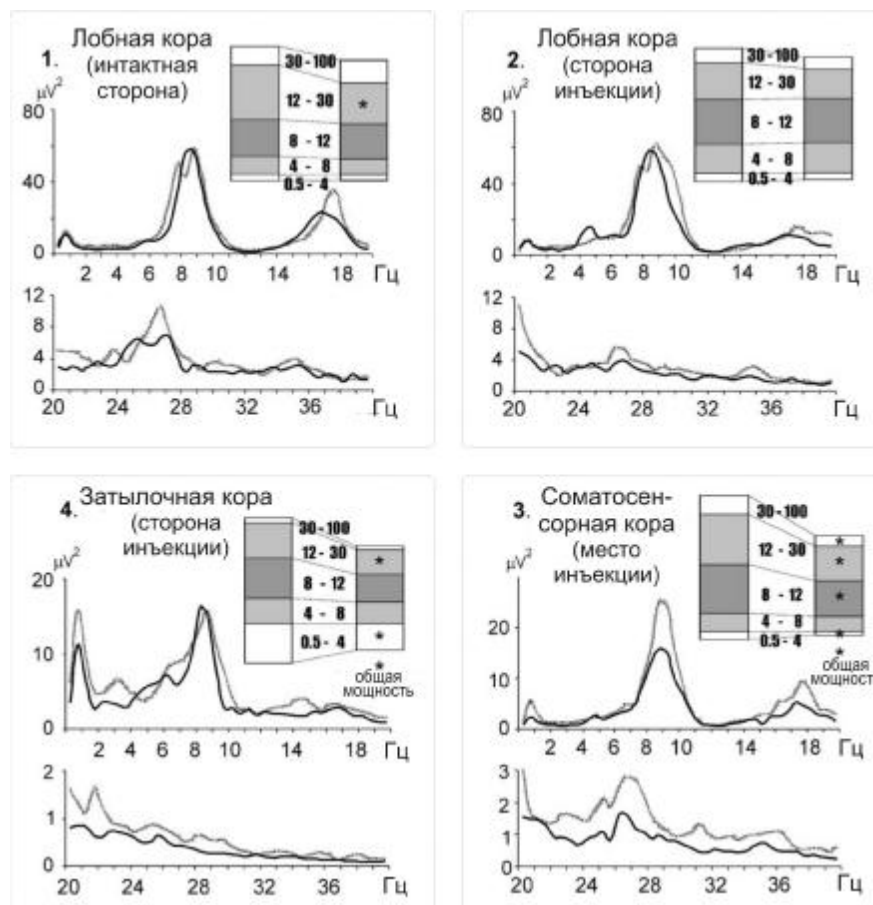 1. Лобная кора
(интактная
сторона)
μV²
80
40
0
2 4 6 8 10 14 18 Гц
30-100
12 - 30
*
8 - 12
4 - 8
0.5 - 4
12
8
4
0
20 24 28 32 36 Гц
2. Лобная кора
(сторона
инъекции)
μV²
80
40
0
2 4 6 8 10 14 18 Гц
30-100
12 - 30
8 - 12
4 - 8
0.5 - 4
12
8
4
0
20 24 28 32 36 Гц
4. Затылочная кора
(сторона
инъекции)
μV²
20
10
0
2 4 6 8 10 14 18 Гц
30-100
12 - 30
*
8 - 12
4 - 8
0.5 - 4
*
*
общая
мощность
2
1
0
20 24 28 32 36 Гц
3. Соматосен-
сорная кора
(место
инъекции)
μV²
20
10
0
2 4 6 8 10 14 18 Гц
30-100
*
12 - 30
*
8 - 12
*
4 - 8
0.5 - 4
*
*
общая
мощность
3
2
1
0
20 24 28 32 36 Гц